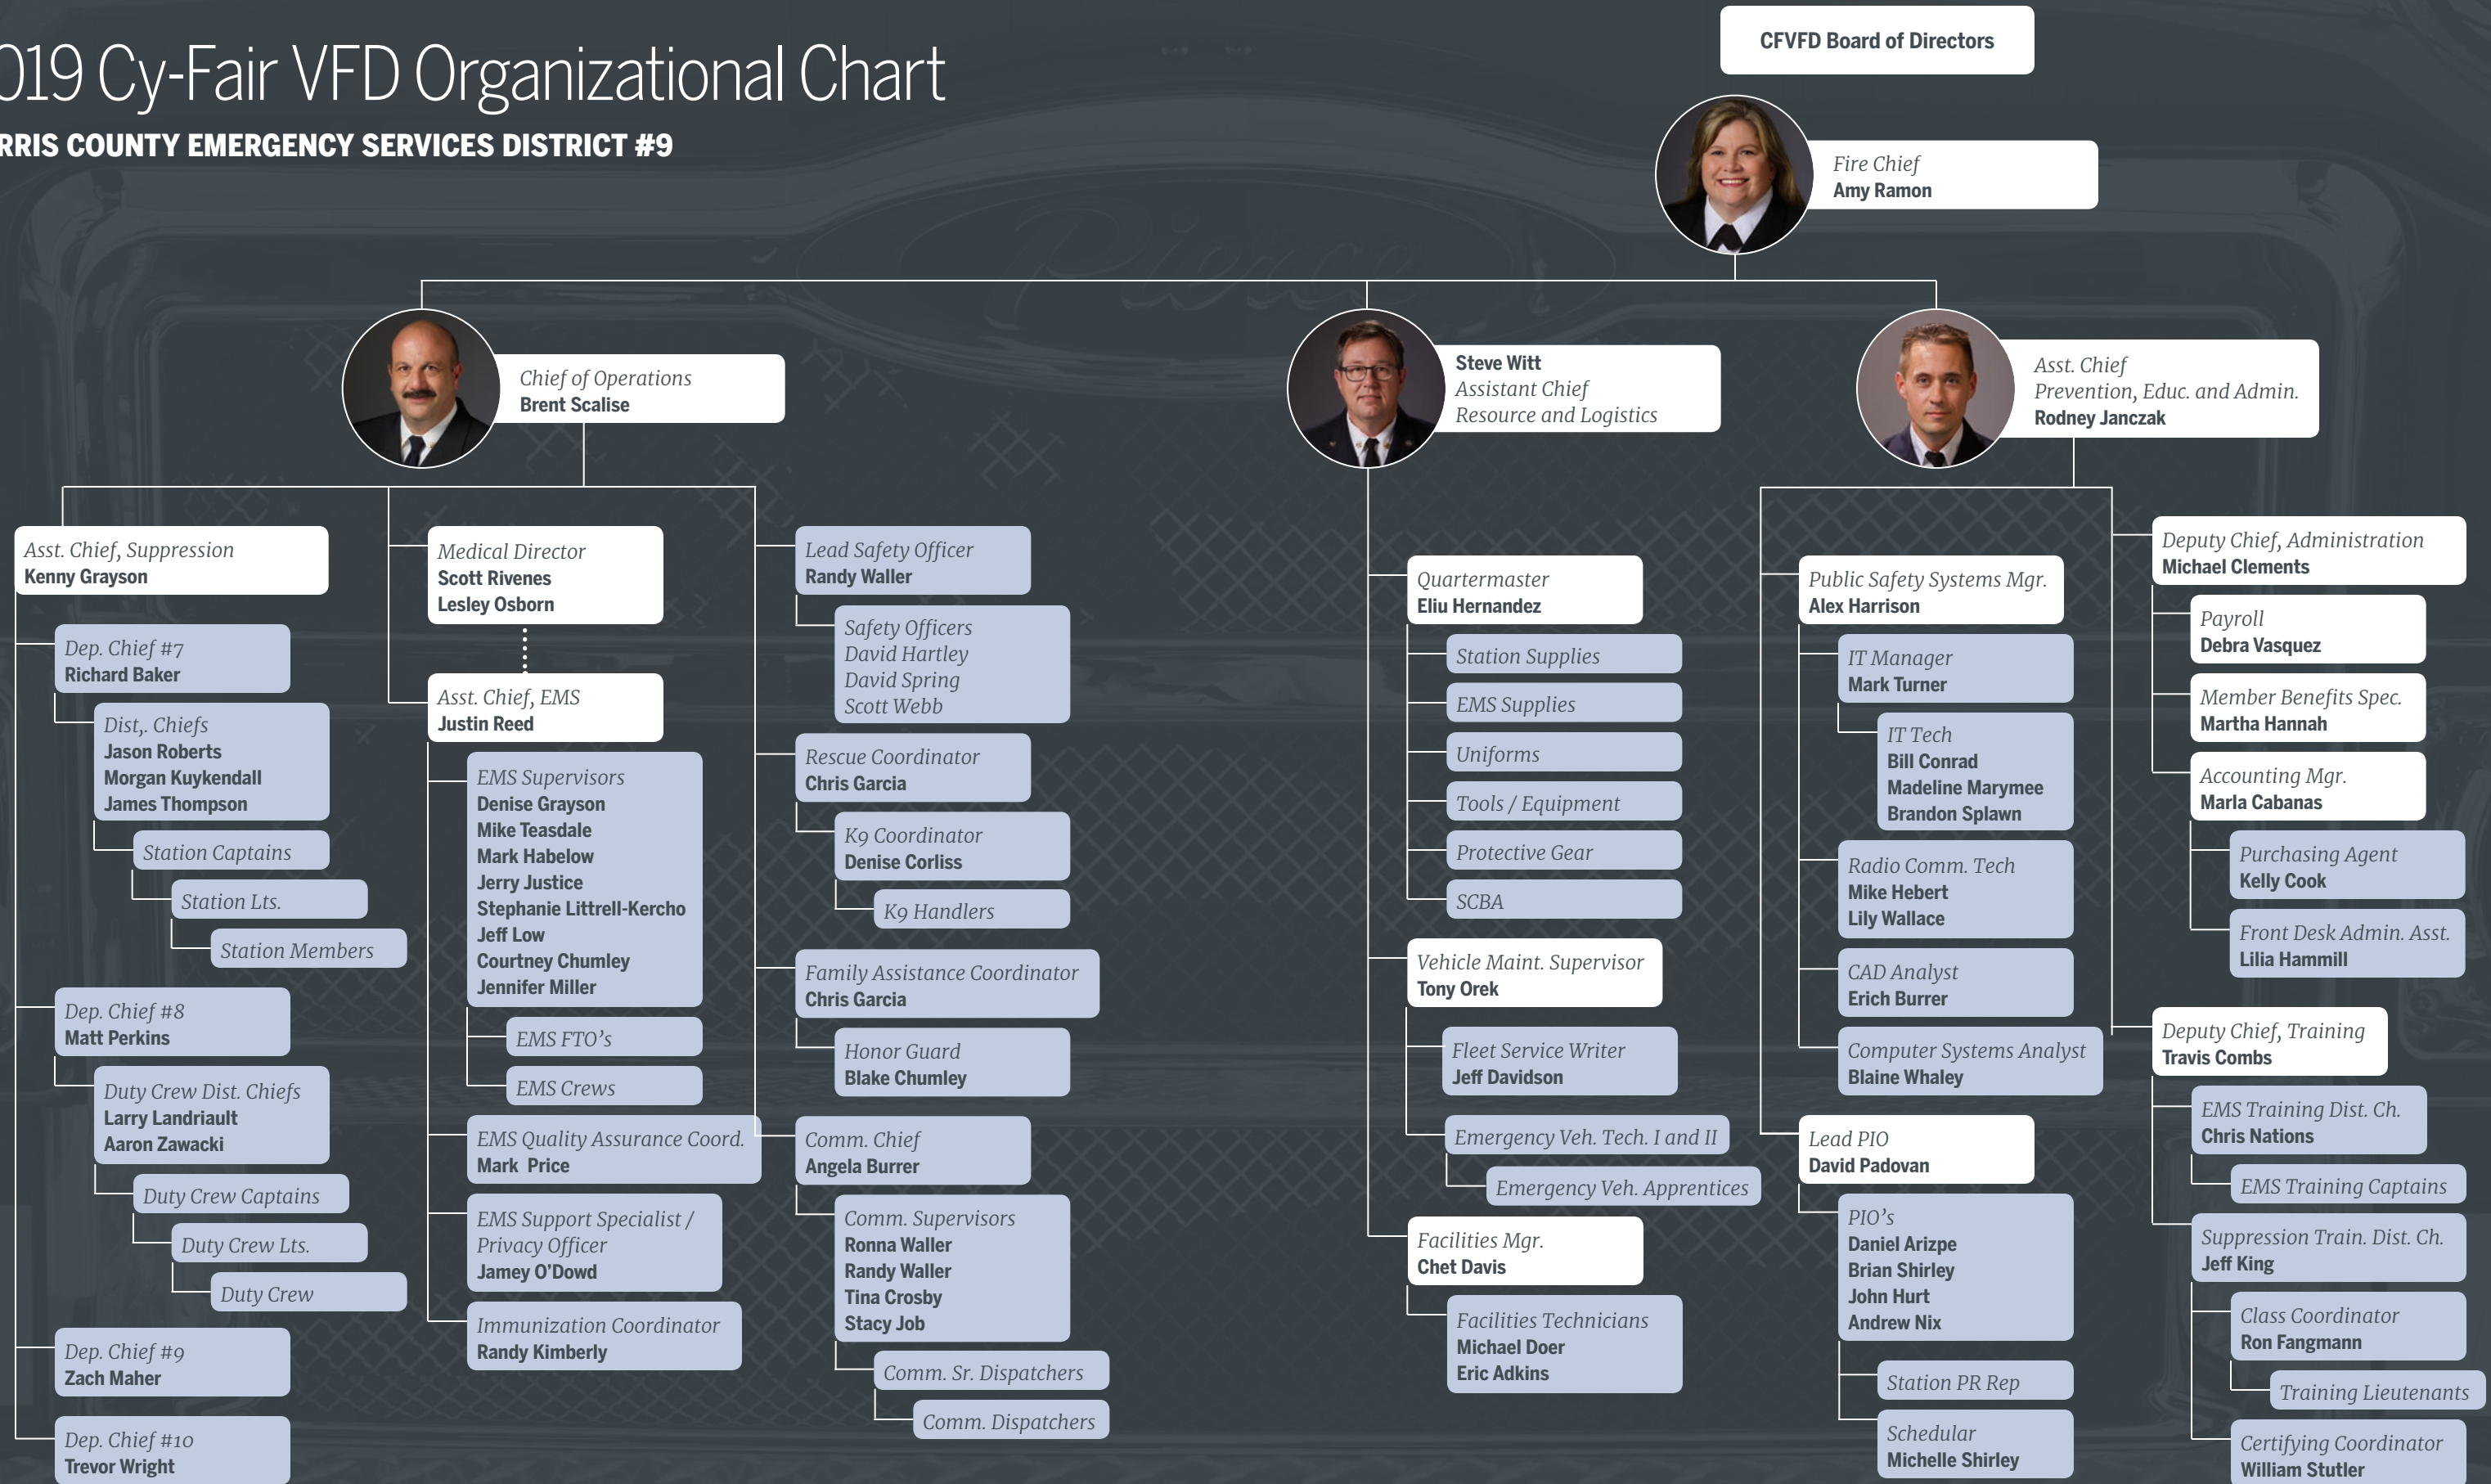 019 Cy-Fair VFD Organizational Chart
RRIS COUNTY EMERGENCY SERVICES DISTRICT #9
CFVFD Board of Directors
Fire Chief
Amy Ramon
Chief of Operations
Brent Scalise
Steve Witt
Assistant Chief
Resource and Logistics
Asst. Chief
Prevention, Educ. and Admin.
Rodney Janczak
Asst. Chief, Suppression
Kenny Grayson
Dep. Chief #7
Richard Baker
Dist,. Chiefs
Jason Roberts
Morgan Kuykendall
James Thompson
Station Captains
Station Lts.
Station Members
Dep. Chief #8
Matt Perkins
Duty Crew Dist. Chiefs
Larry Landriault
Aaron Zawacki
Duty Crew Captains
Duty Crew Lts.
Duty Crew
Dep. Chief #9
Zach Maher
Dep. Chief #10
Trevor Wright
Medical Director
Scott Rivenes
Lesley Osborn
Asst. Chief, EMS
Justin Reed
EMS Supervisors
Denise Grayson
Mike Teasdale
Mark Habelow
Jerry Justice
Stephanie Littrell-Kercho
Jeff Low
Courtney Chumley
Jennifer Miller
EMS FTO's
EMS Crews
EMS Quality Assurance Coord.
Mark Price
EMS Support Specialist /
Privacy Officer
Jamey O'Dowd
Immunization Coordinator
Randy Kimberly
Lead Safety Officer
Randy Waller
Safety Officers
David Hartley
David Spring
Scott Webb
Rescue Coordinator
Chris Garcia
K9 Coordinator
Denise Corliss
K9 Handlers
Family Assistance Coordinator
Chris Garcia
Honor Guard
Blake Chumley
Comm. Chief
Angela Burrer
Comm. Supervisors
Ronna Waller
Randy Waller
Tina Crosby
Stacy Job
Comm. Sr. Dispatchers
Comm. Dispatchers
Quartermaster
Eliu Hernandez
Station Supplies
EMS Supplies
Uniforms
Tools / Equipment
Protective Gear
SCBA
Vehicle Maint. Supervisor
Tony Orek
Fleet Service Writer
Jeff Davidson
Emergency Veh. Tech. I and II
Emergency Veh. Apprentices
Facilities Mgr.
Chet Davis
Facilities Technicians
Michael Doer
Eric Adkins
Public Safety Systems Mgr.
Alex Harrison
IT Manager
Mark Turner
IT Tech
Bill Conrad
Madeline Marymee
Brandon Splawn
Radio Comm. Tech
Mike Hebert
Lily Wallace
CAD Analyst
Erich Burrer
Computer Systems Analyst
Blaine Whaley
Lead PIO
David Padovan
PIO's
Daniel Arizpe
Brian Shirley
John Hurt
Andrew Nix
Station PR Rep
Schedular
Michelle Shirley
Deputy Chief, Administration
Michael Clements
Payroll
Debra Vasquez
Member Benefits Spec.
Martha Hannah
Accounting Mgr.
Marla Cabanas
Purchasing Agent
Kelly Cook
Front Desk Admin. Asst.
Lilia Hammill
Deputy Chief, Training
Travis Combs
EMS Training Dist. Ch.
Chris Nations
EMS Training Captains
Suppression Train. Dist. Ch.
Jeff King
Class Coordinator
Ron Fangmann
Training Lieutenants
Certifying Coordinator
William Stutler
Pierce